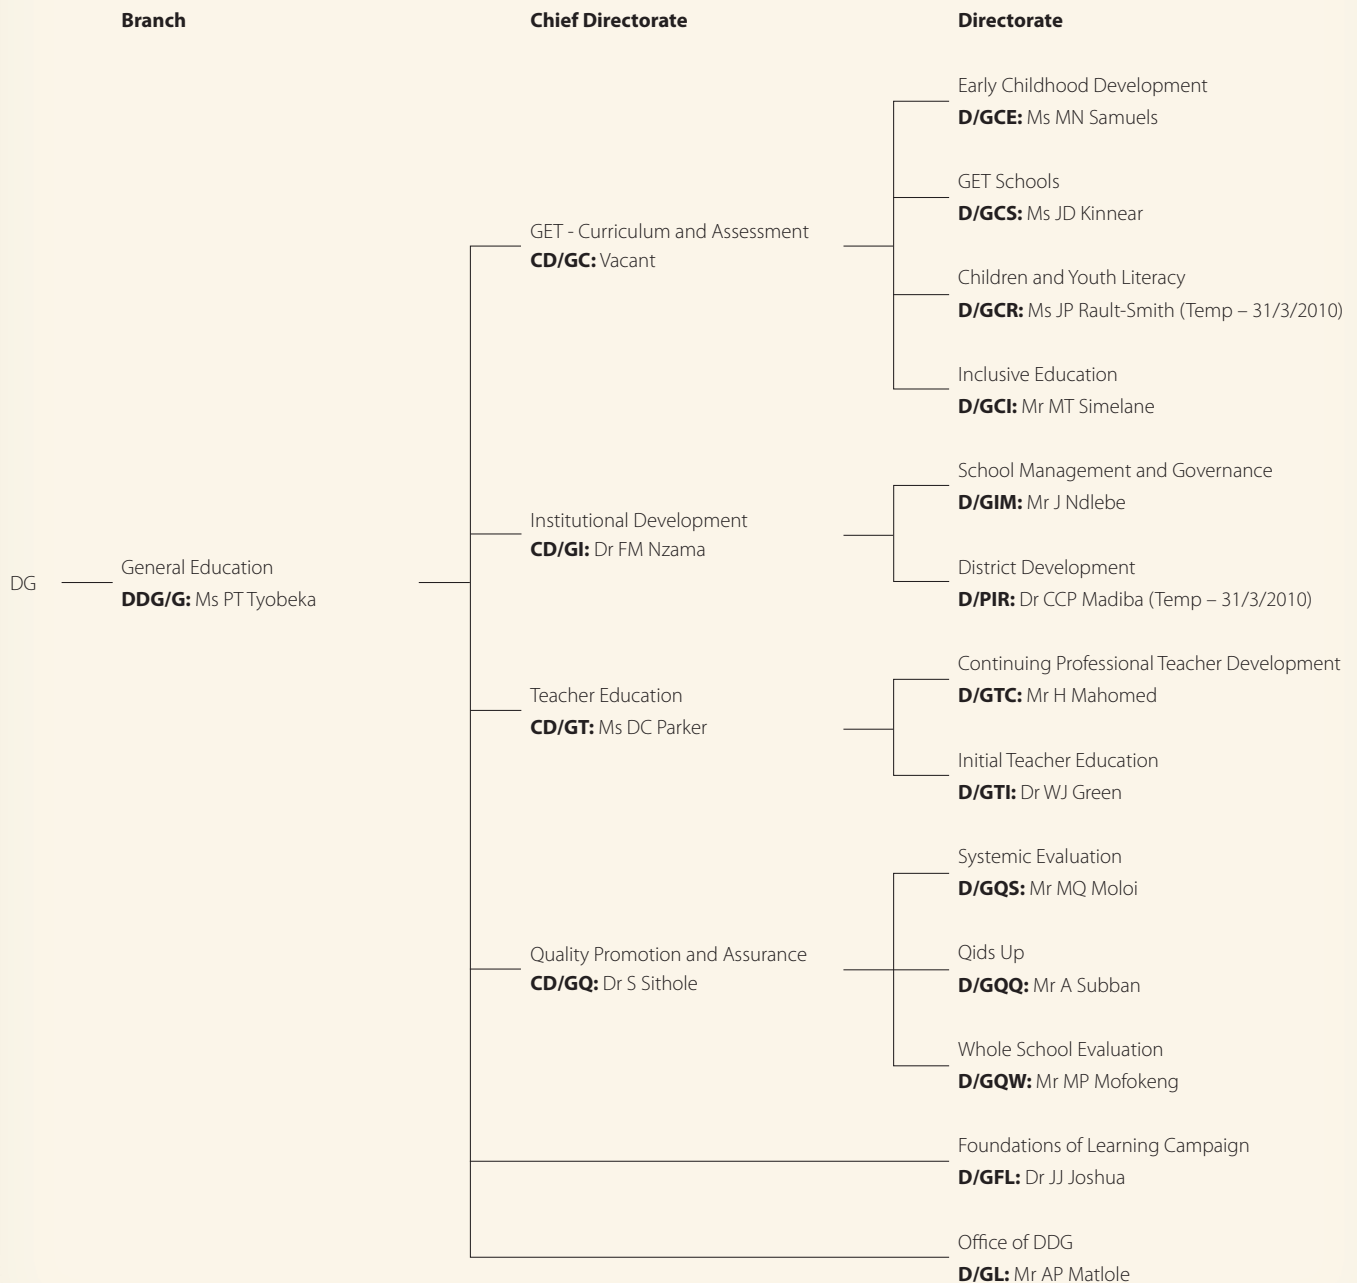 Branch
Chief Directorate
Directorate
DG
General Education
DDG/G: Ms PT Tyobeka
GET - Curriculum and Assessment
CD/GC: Vacant
Early Childhood Development
D/GCE: Ms MN Samuels
GET Schools
D/GCS: Ms JD Kinnear
Children and Youth Literacy
D/GCR: Ms JP Rault-Smith (Temp – 31/3/2010)
Inclusive Education
D/GCI: Mr MT Simelane
Institutional Development
CD/GI: Dr FM Nzama
School Management and Governance
D/GIM: Mr J Ndlebe
District Development
D/PIR: Dr CCP Madiba (Temp – 31/3/2010)
Teacher Education
CD/GT: Ms DC Parker
Continuing Professional Teacher Development
D/GTC: Mr H Mahomed
Initial Teacher Education
D/GTI: Dr WJ Green
Quality Promotion and Assurance
CD/GQ: Dr S Sithole
Systemic Evaluation
D/GQS: Mr MQ Moloi
Qids Up
D/GQQ: Mr A Subban
Whole School Evaluation
D/GQW: Mr MP Mofokeng
Foundations of Learning Campaign
D/GFL: Dr JJ Joshua
Office of DDG
D/GL: Mr AP Matlole